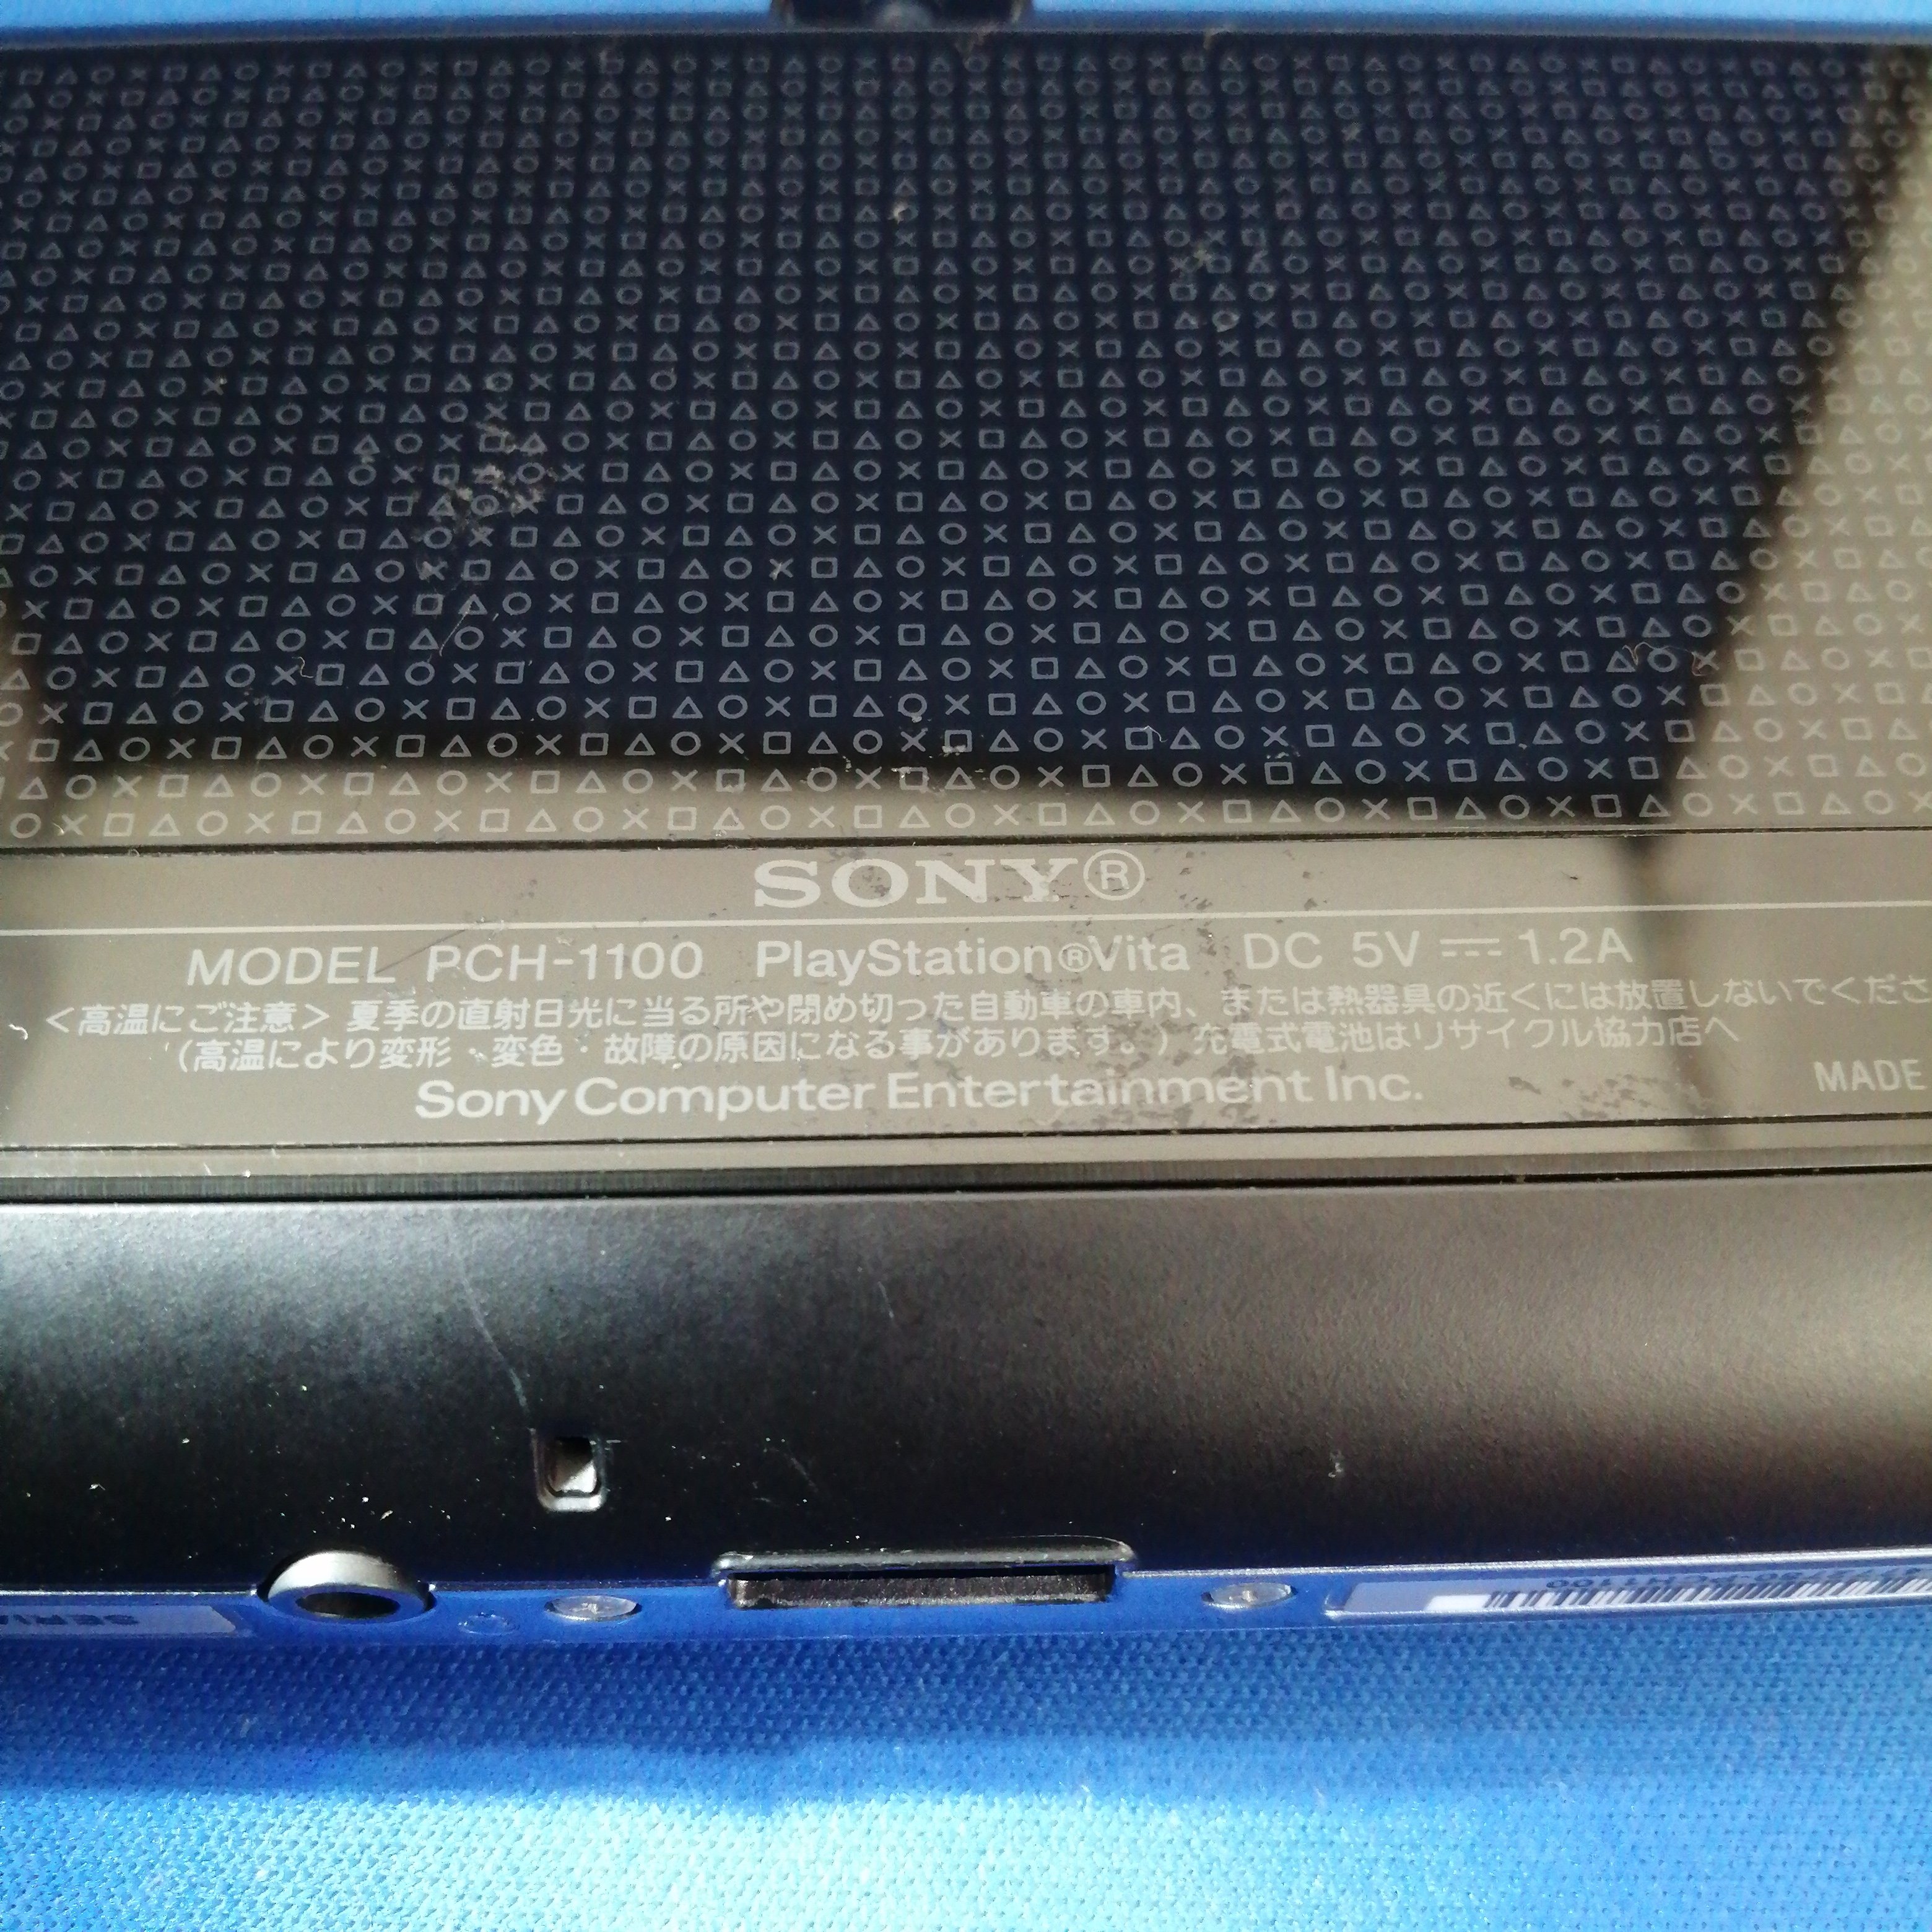 SONY®
MODEL PCH-1100 PlayStation®Vita DC 5V ⎓ 1.2A
<高温にご注意> 夏季の直射日光に当る所や閉め切った自動車の車内、または熱器具の近くには放置しないでくださ
(高温により変形・変色・故障の原因になる事があります。) 充電式電池はリサイクル協力店へ
Sony Computer Entertainment Inc.
MADE